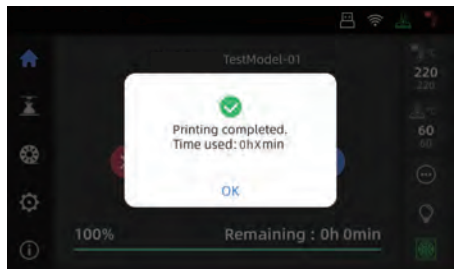 TestModel-01
220
220
Printing completed.
Time used: 0hXmin
60
60
OK
100%
Remaining : 0h 0min